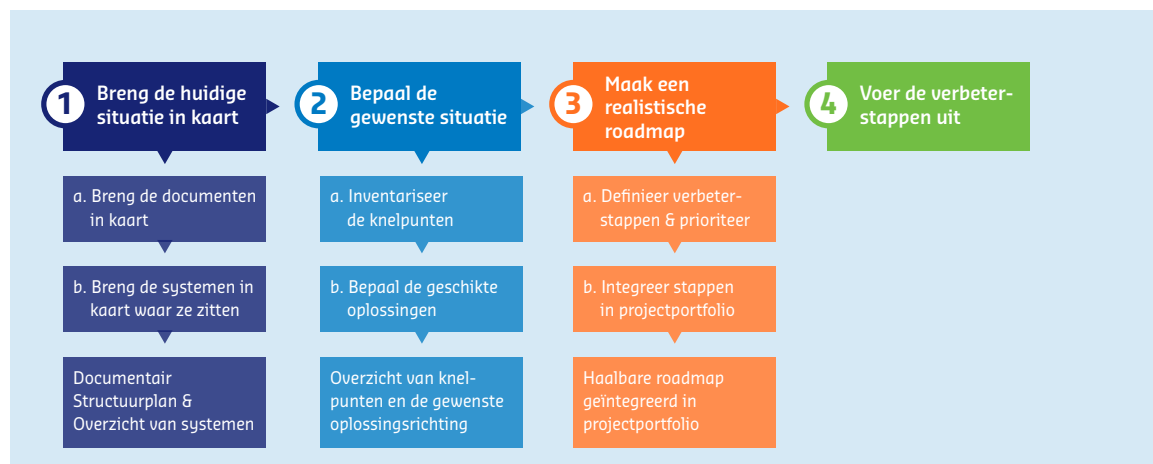 1
Breng de huidige
situatie in kaart
a. Breng de documenten
in kaart
b. Breng de systemen in
kaart waar ze zitten
Documentair
Structuurplan &
Overzicht van systemen
2
Bepaal de
gewenste situatie
a. Inventariseer
de knelpunten
b. Bepaal de geschikte
oplossingen
Overzicht van knel-
punten en de gewenste
oplossingsrichting
3
Maak een
realistische
roadmap
a. Definieer verbeter-
stappen & prioriteer
b. Integreer stappen
in projectportfolio
Haalbare roadmap
geïntegreerd in
projectportfolio
4
Voer de verbeter-
stappen uit